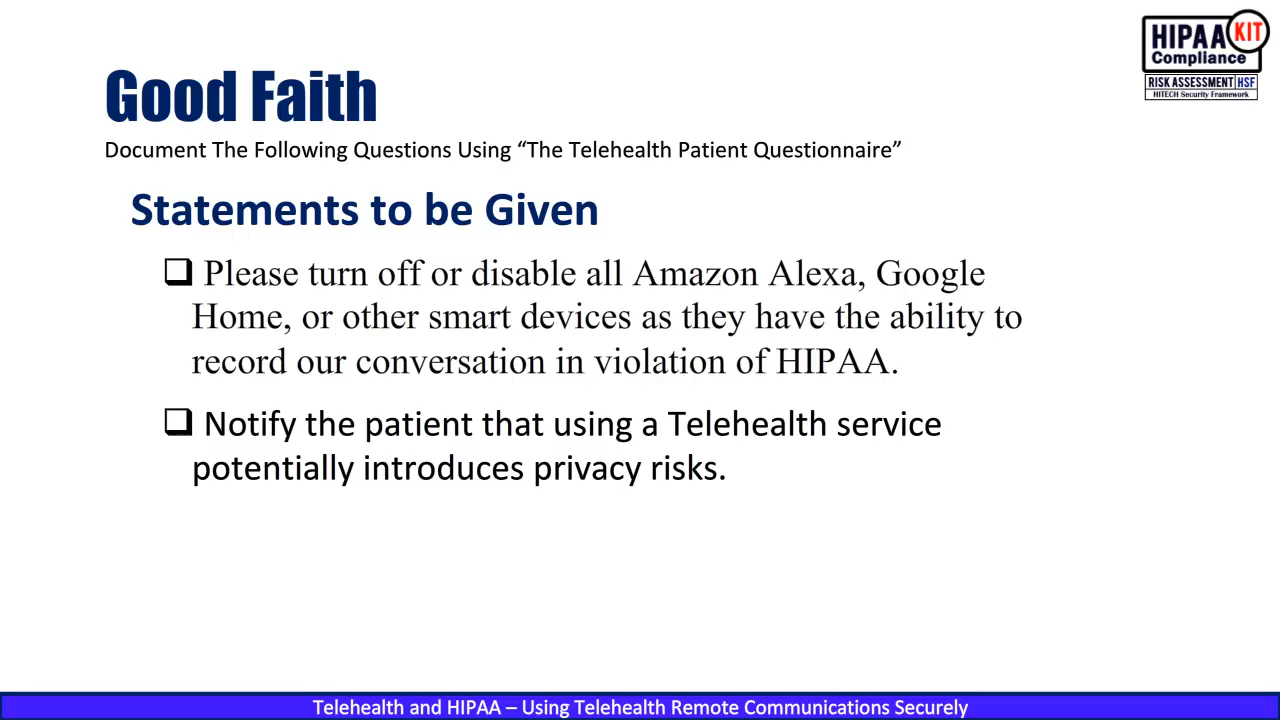 HIPAA KIT
Compliance
RISK ASSESSMENT HSF
HITECH Security Framework
Good Faith
Document The Following Questions Using “The Telehealth Patient Questionnaire”
Statements to be Given
❑ Please turn off or disable all Amazon Alexa, Google
Home, or other smart devices as they have the ability to
record our conversation in violation of HIPAA.
❑ Notify the patient that using a Telehealth service
potentially introduces privacy risks.
Telehealth and HIPAA – Using Telehealth Remote Communications Securely